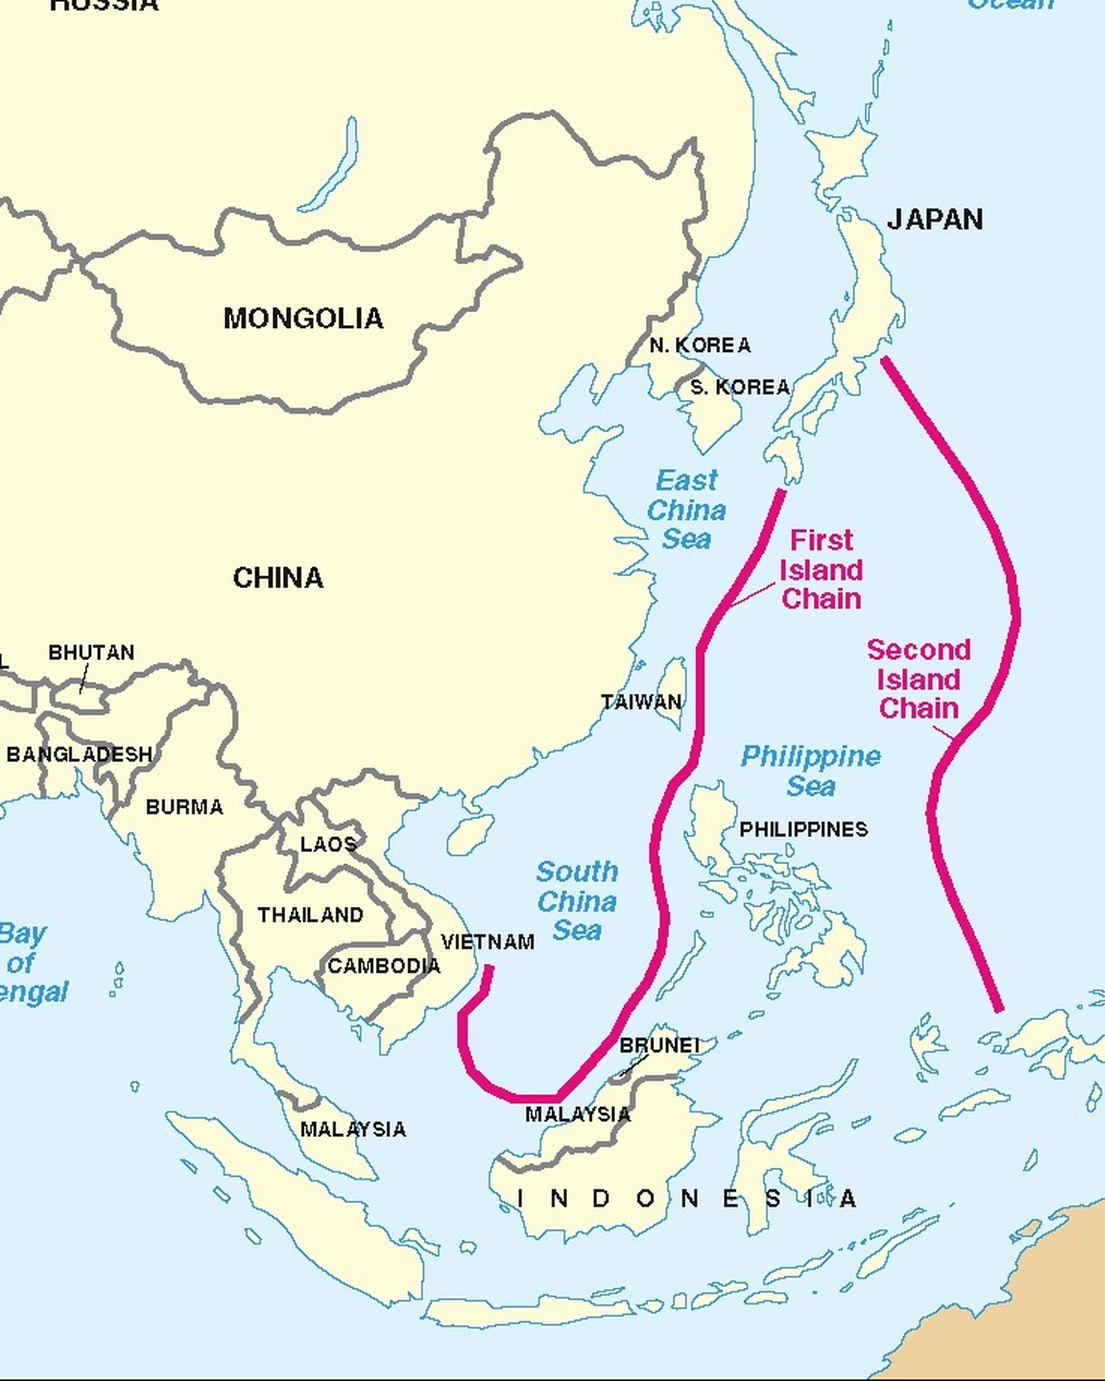 RUSSIA
Ocean
JAPAN
MONGOLIA
N. KOREA
S. KOREA
East
China
Sea
First
Island
Chain
CHINA
BHUTAN
L
Second
Island
Chain
TAIWAN
BANGLADESH
Philippine
Sea
BURMA
PHILIPPINES
LAOS
South
China
Sea
THAILAND
VIETNAM
Bay
of
engal
CAMBODIA
BRUNEI
MALAYSIA
MALAYSIA
INDONESIA